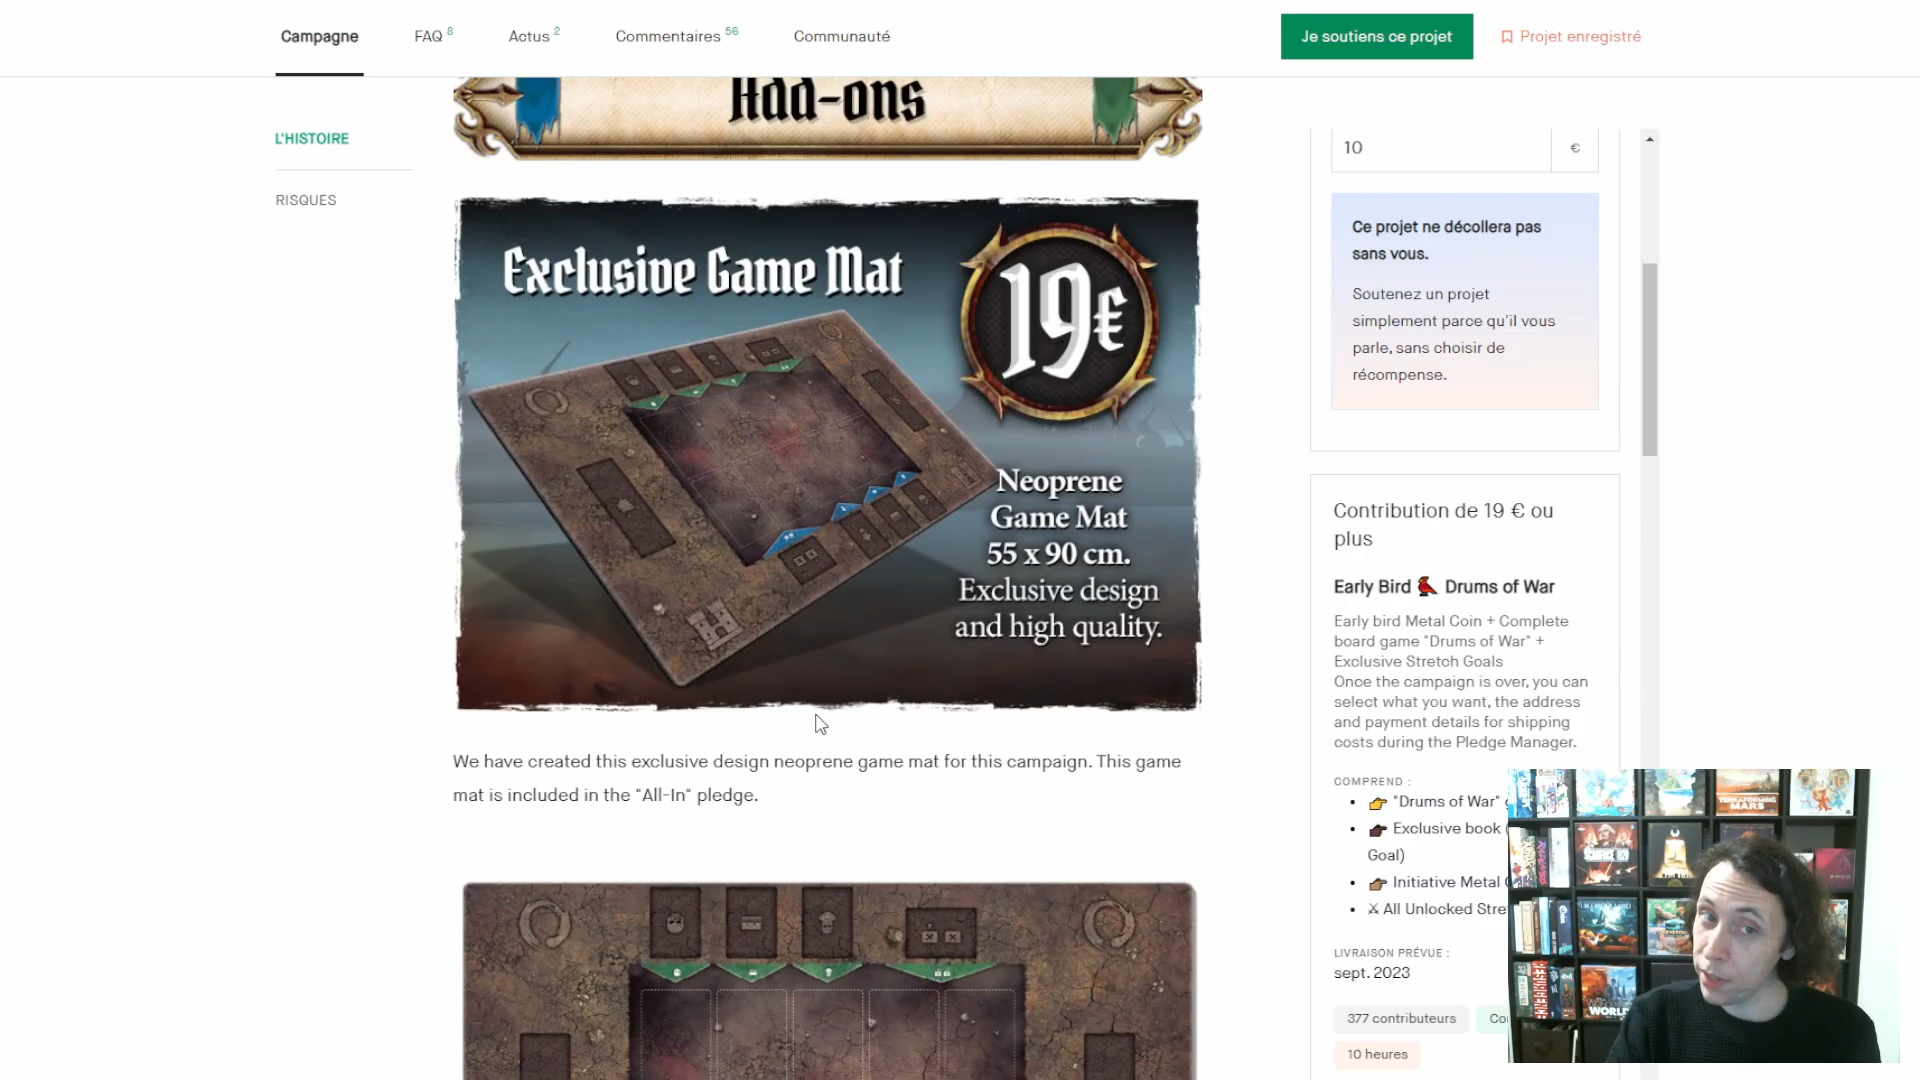 Campagne
FAQ 8
Actus 2
Commentaires 56
Communauté
Je soutiens ce projet
Projet enregistré
L'HISTOIRE
RISQUES
Add-ons
Exclusive Game Mat
19€
Neoprene
Game Mat
55 x 90 cm.
Exclusive design
and high quality.
We have created this exclusive design neoprene game mat for this campaign. This game
mat is included in the "All-In" pledge.
10
€
Ce projet ne décollera pas
sans vous.
Soutenez un projet
simplement parce qu'il vous
parle, sans choisir de
récompense.
Contribution de 19 € ou
plus
Early Bird Drums of War
Early bird Metal Coin + Complete
board game "Drums of War" +
Exclusive Stretch Goals
Once the campaign is over, you can
select what you want, the address
and payment details for shipping
costs during the Pledge Manager.
COMPREND :
"Drums of War"
Exclusive book
Goal)
Initiative Metal
All Unlocked Stre
LIVRAISON PRÉVUE :
sept. 2023
377 contributeurs
Co
10 heures
TERRAFORMING
MARS
SCARFACE 1920
WORL